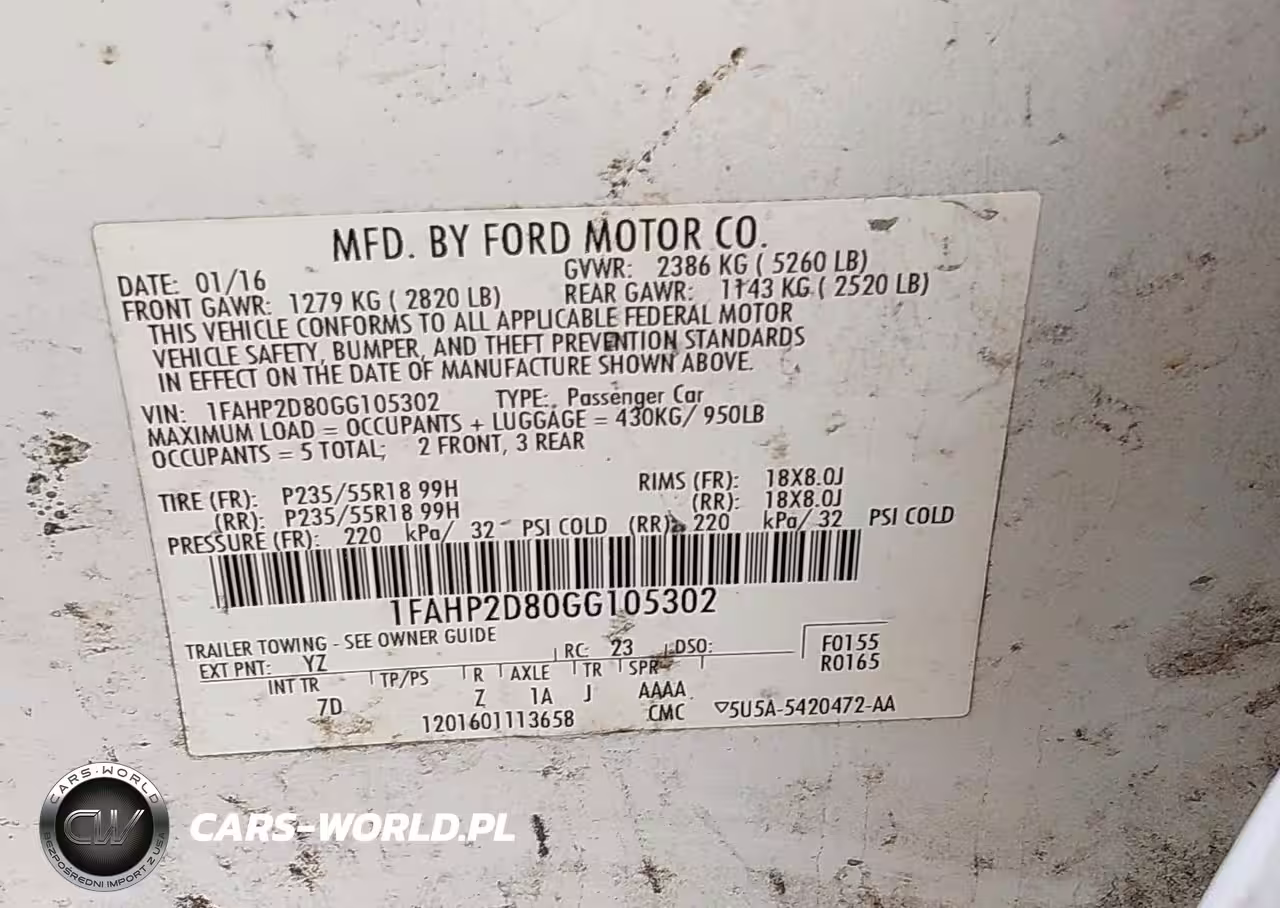 MFD. BY FORD MOTOR CO.
DATE: 01/16 GVWR: 2386 KG ( 5260 LB)
FRONT GAWR: 1279 KG ( 2820 LB) REAR GAWR: 1143 KG ( 2520 LB)
THIS VEHICLE CONFORMS TO ALL APPLICABLE FEDERAL MOTOR
VEHICLE SAFETY, BUMPER, AND THEFT PREVENTION STANDARDS
IN EFFECT ON THE DATE OF MANUFACTURE SHOWN ABOVE.
VIN: 1FAHP2D80GG105302 TYPE: Passenger Car
MAXIMUM LOAD = OCCUPANTS + LUGGAGE = 430KG/ 950LB
OCCUPANTS = 5 TOTAL; 2 FRONT, 3 REAR
TIRE (FR): P235/55R18 99H RIMS (FR): 18X8.0J
(RR): P235/55R18 99H (RR): 18X8.0J
PRESSURE (FR): 220 kPa/ 32 PSI COLD (RR): 220 kPa/ 32 PSI COLD
1FAHP2D80GG105302
TRAILER TOWING - SEE OWNER GUIDE
EXT PNT: YZ RC: 23 DSO: F0155
R0165
INT TR TP/PS R AXLE TR SPR
7D Z 1A J AAAA
1201601113658 CMC ▽5U5A-5420472-AA
CARS-WORLD
CW
BEZPOŚREDNI IMPORT Z USA
CARS-WORLD.PL